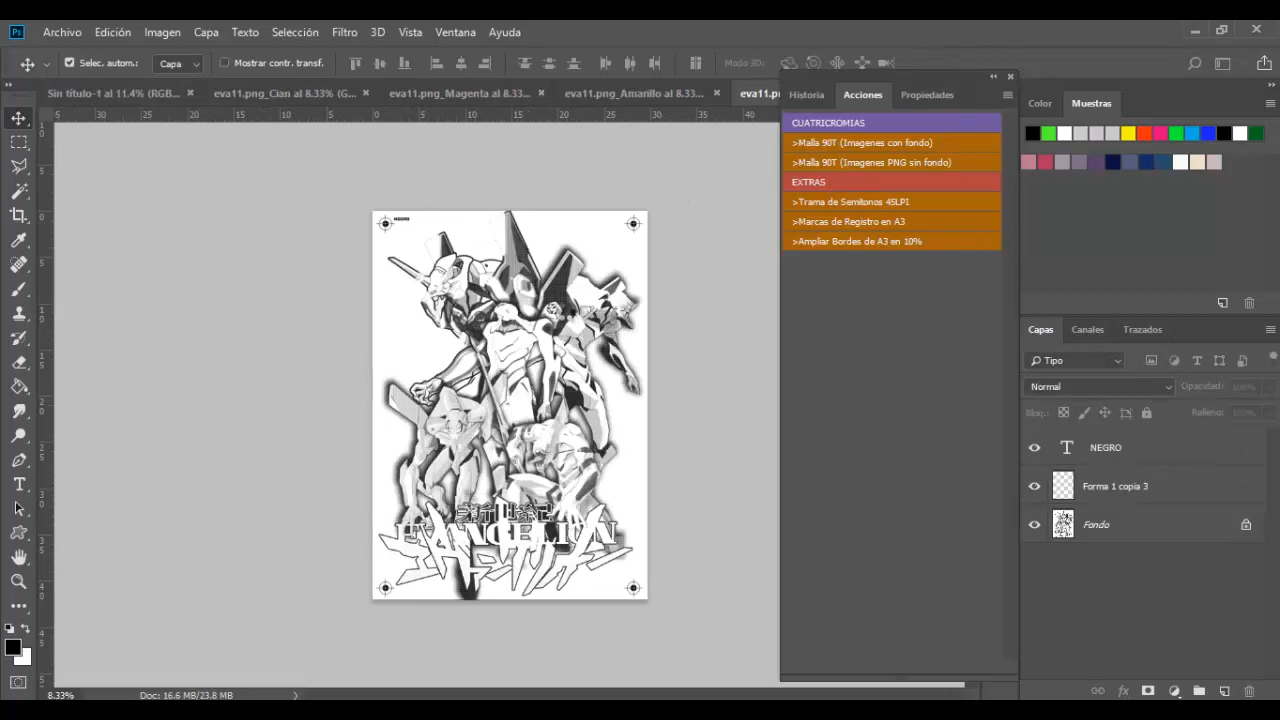 Ps Archivo Edición Imagen Capa Texto Selección Filtro 3D Vista Ventana Ayuda
Selec. autom.: Capa Mostrar contr. transf. Modo 3D:
Sin título-1 al 11.4% (RGB... eva11.png_Cian al 8.33% (G... eva11.png_Magenta al 8.33... eva11.png_Amarillo al 8.33... eva11.
Historia Acciones Propiedades
CUATRICROMIAS
>Malla 90T (Imagenes con fondo)
>Malla 90T (Imagenes PNG sin fondo)
EXTRAS
>Trama de Semitonos 45LPI
>Marcas de Registro en A3
>Ampliar Bordes de A3 en 10%
Color Muestras
Capas Canales Trazados
Tipo
Normal Opacidad: 100%
Bloq.: Relleno: 100%
NEGRO
Forma 1 copia 3
Fondo
NEGRO
EVANGELION
8.33% Doc: 16.6 MB/23.8 MB